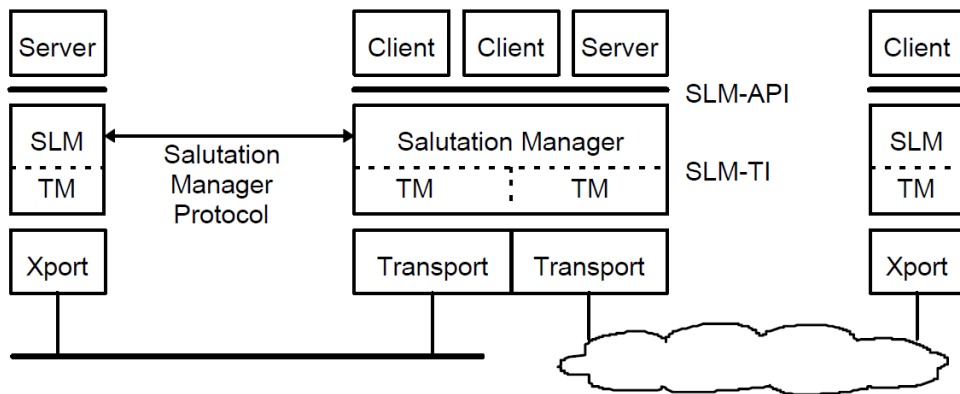 Server
Client
Client
Server
Client
SLM-API
SLM
Salutation Manager
SLM
Salutation
Manager
Protocol
SLM-TI
TM
TM
TM
TM
Xport
Transport
Transport
Xport